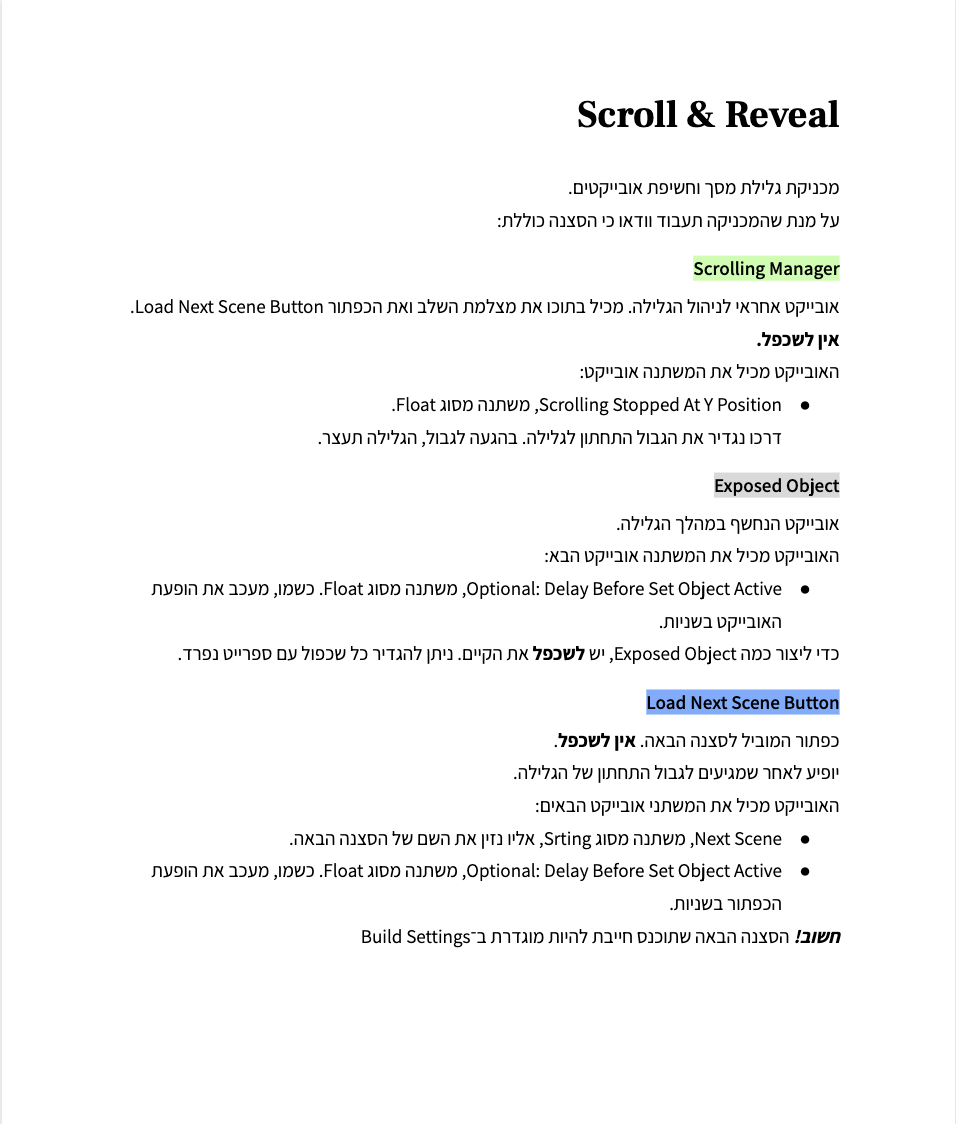 Scroll & Reveal
מכניקת גלילת מסך וחשיפת אובייקטים.
על מנת שהמכניקה תעבוד וודאו כי הסצנה כוללת:
Scrolling Manager
אובייקט אחראי לניהול הגלילה. מכיל בתוכו את מצלמת השלב ואת הכפתור Load Next Scene Button.
אין לשכפל.
האובייקט מכיל את המשתנה אובייקט:
● Scrolling Stopped At Y Position, משתנה מסוג Float.
דרכו נגדיר את הגבול התחתון לגלילה. בהגעה לגבול, הגלילה תעצר.
Exposed Object
אובייקט הנחשף במהלך הגלילה.
האובייקט מכיל את המשתנה אובייקט הבא:
● Optional: Delay Before Set Object Active, משתנה מסוג Float. כשמו, מעכב את הופעת
האובייקט בשניות.
כדי ליצור כמה Exposed Object, יש לשכפל את הקיים. ניתן להגדיר כל שכפול עם ספרייט נפרד.
Load Next Scene Button
כפתור המוביל לסצנה הבאה. אין לשכפל.
יופיע לאחר שמגיעים לגבול התחתון של הגלילה.
האובייקט מכיל את המשתני אובייקט הבאים:
● Next Scene, משתנה מסוג Srting, אליו נזין את השם של הסצנה הבאה.
● Optional: Delay Before Set Object Active, משתנה מסוג Float. כשמו, מעכב את הופעת
הכפתור בשניות.
חשוב! הסצנה הבאה שתוכנס חייבת להיות מוגדרת ב־Build Settings